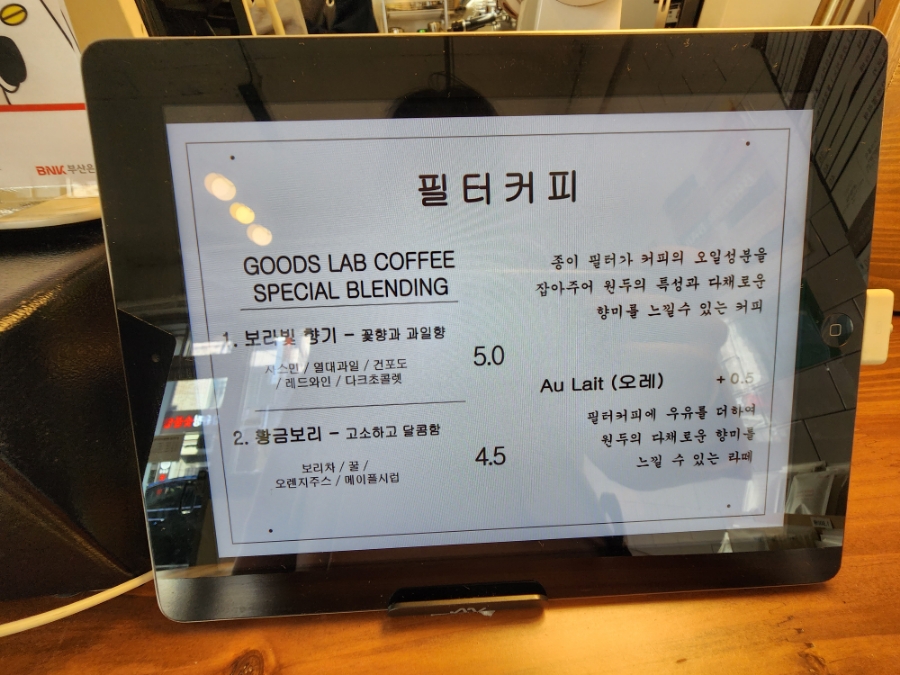 BNK 부산은
필터커피
GOODS LAB COFFEE
SPECIAL BLENDING
1. 보라빛 향기 - 꽃향과 과일향
쟈스민 / 열대과일 / 건포도
/ 레드와인 / 다크초콜렛
5.0
2. 황금보리 - 고소하고 달콤함
보리차 / 꿀 /
오렌지주스 / 메이플시럽
4.5
종이 필터가 커피의 오일성분을
잡아주어 원두의 특성과 다채로운
향미를 느낄수 있는 커피
Au Lait (오레) + 0.5
필터커피에 우유를 더하여
원두의 다채로운 향미를
느낄 수 있는 라떼